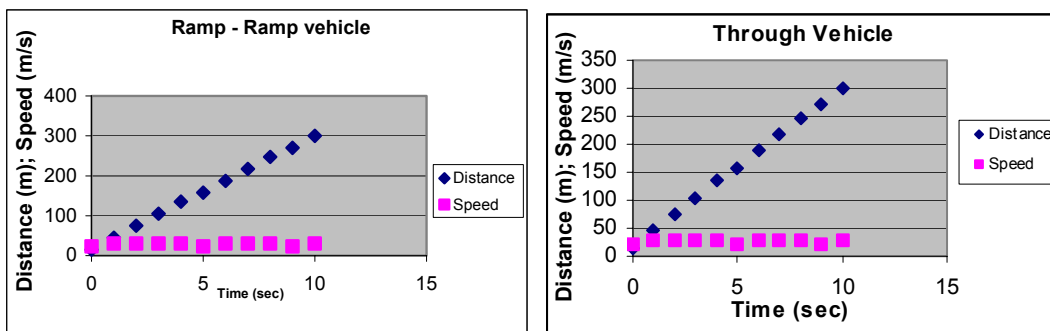 Ramp - Ramp vehicle
Distance (m); Speed (m/s)
400
300
200
100
0
0 5 10 15
Time (sec)
Distance
Speed
Through Vehicle
Distance (m); Speed (m/s)
350
300
250
200
150
100
50
0
0 5 10 15
Time (sec)
Distance
Speed